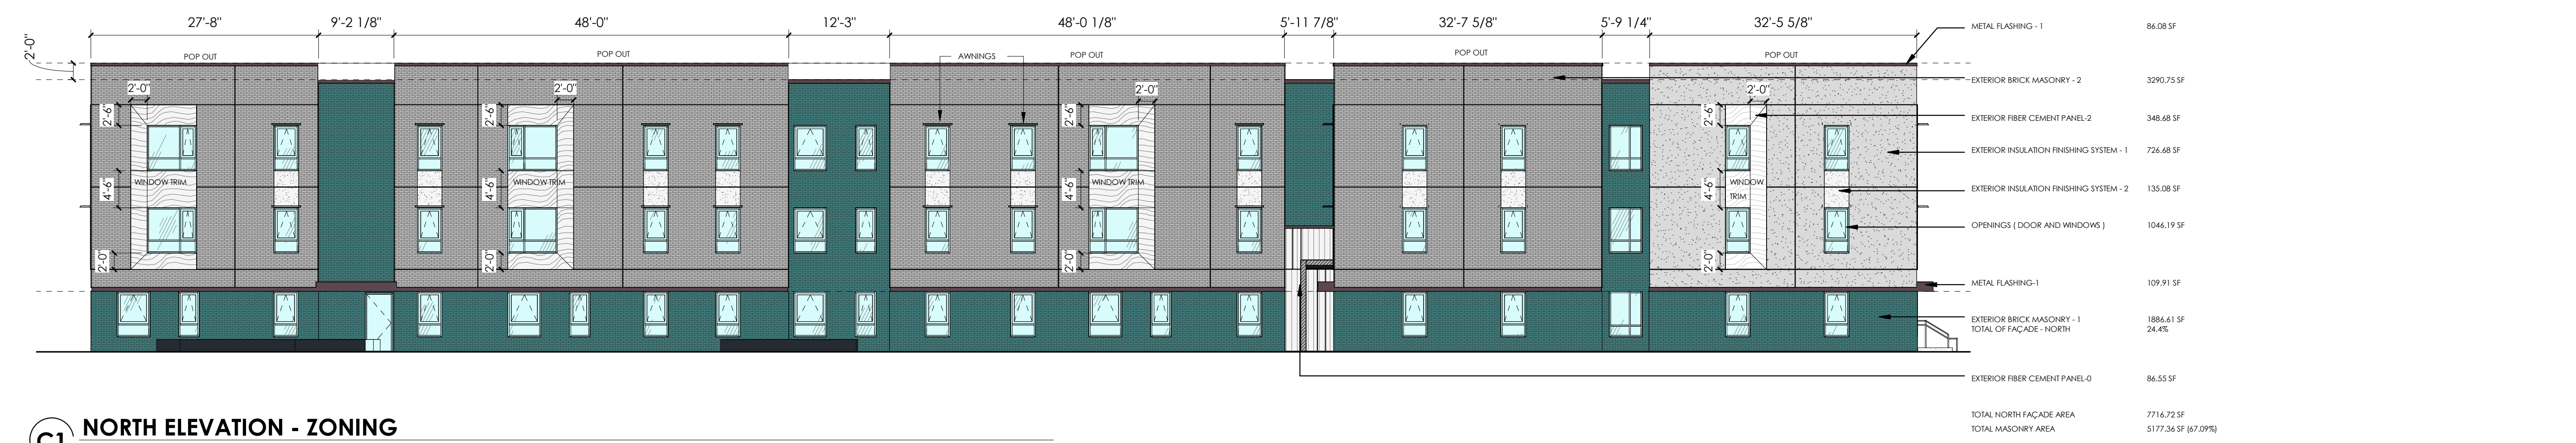 27'-8" 9'-2 1/8" 48'-0" 12'-3" 48'-0 1/8" 5'-11 7/8" 32'-7 5/8" 5'-9 1/4" 32'-5 5/8"
2'-0"
POP OUT POP OUT AWNINGS POP OUT POP OUT POP OUT
2'-0" 2'-0" 2'-0" 2'-0"
2'-6" 2'-6" 2'-6" 2'-6"
4'-6" WINDOW TRIM 4'-6" WINDOW TRIM 4'-6" WINDOW TRIM 4'-6" WINDOW
TRIM
2'-0" 2'-0" 2'-0" 2'-0"
METAL FLASHING - 1 86.08 SF
EXTERIOR BRICK MASONRY - 2 3290.75 SF
EXTERIOR FIBER CEMENT PANEL-2 348.68 SF
EXTERIOR INSULATION FINISHING SYSTEM - 1 726.68 SF
EXTERIOR INSULATION FINISHING SYSTEM - 2 135.08 SF
OPENINGS ( DOOR AND WINDOWS ) 1046.19 SF
METAL FLASHING-1 109.91 SF
EXTERIOR BRICK MASONRY - 1 1886.61 SF
TOTAL OF FAÇADE - NORTH 24.4%
EXTERIOR FIBER CEMENT PANEL-0 86.55 SF
TOTAL NORTH FAÇADE AREA 7716.72 SF
TOTAL MASONRY AREA 5177.36 SF (67.09%)
C1 NORTH ELEVATION - ZONING